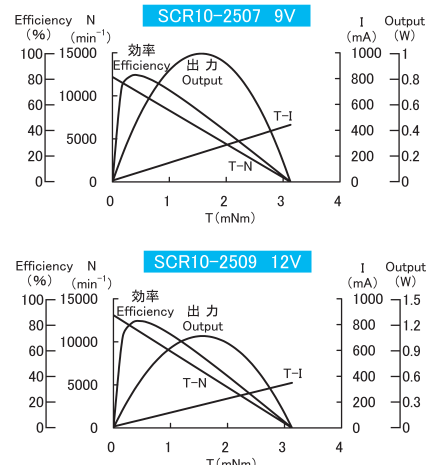 SCR10-2507 9V
Efficiency N I Output
(%) (min⁻¹) (mA) (W)
効率
Efficiency
出力
Output
100 15000 1000 1
80 800 0.8
10000
60 600 0.6
40 5000 400 0.4
20 200 0.2
0 0 0 0
T-I
T-N
0 1 2 3 4
T(mNm)
SCR10-2509 12V
Efficiency N I Output
(%) (min⁻¹) (mA) (W)
効率
Efficiency
出力
Output
100 15000 1000 1.5
80 800 1.2
10000
60 600 0.9
40 5000 400 0.6
20 200 0.3
0 0 0 0
T-N
T-I
0 1 2 3 4
T(mNm)